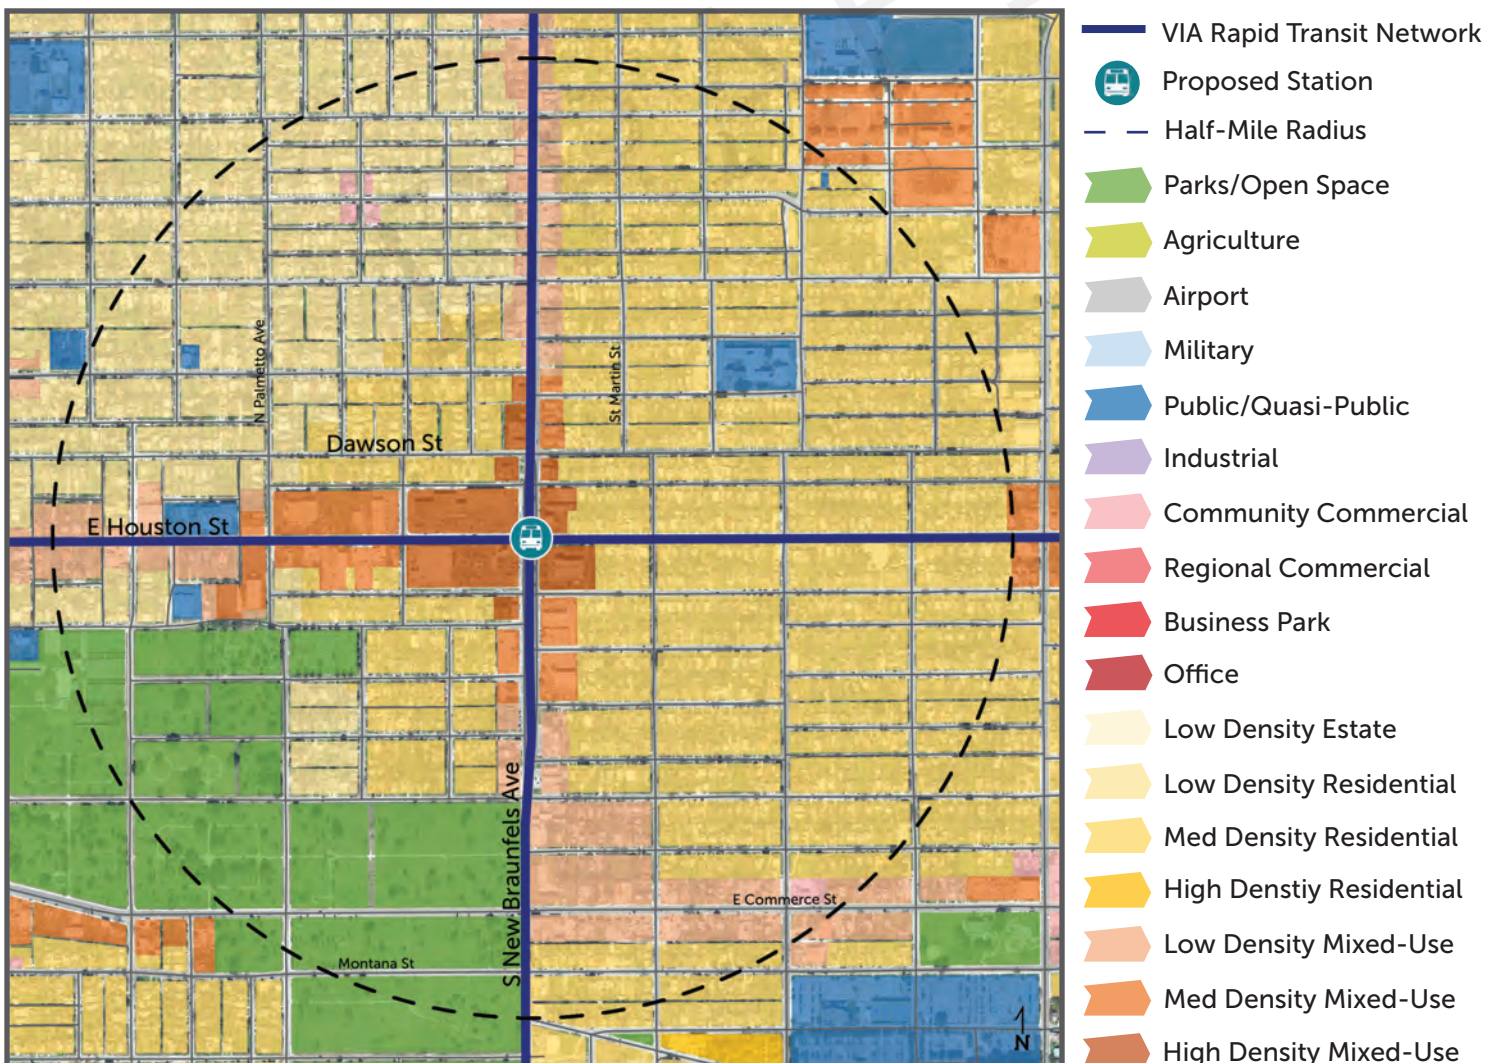 N Palmetto Ave
St Martin St
Dawson St
E Houston St
S New Braunfels Ave
E Commerce St
Montana St
N
VIA Rapid Transit Network
Proposed Station
Half-Mile Radius
Parks/Open Space
Agriculture
Airport
Military
Public/Quasi-Public
Industrial
Community Commercial
Regional Commercial
Business Park
Office
Low Density Estate
Low Density Residential
Med Density Residential
High Denstiy Residential
Low Density Mixed-Use
Med Density Mixed-Use
High Density Mixed-Use